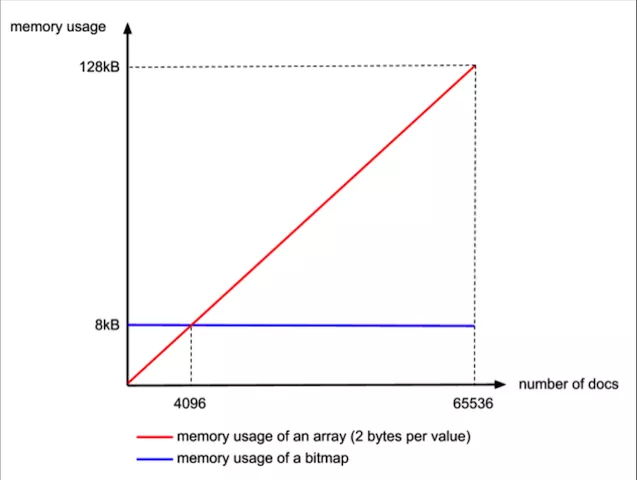 memory usage
128kB
8kB
number of docs
4096
65536
memory usage of an array (2 bytes per value)
memory usage of a bitmap